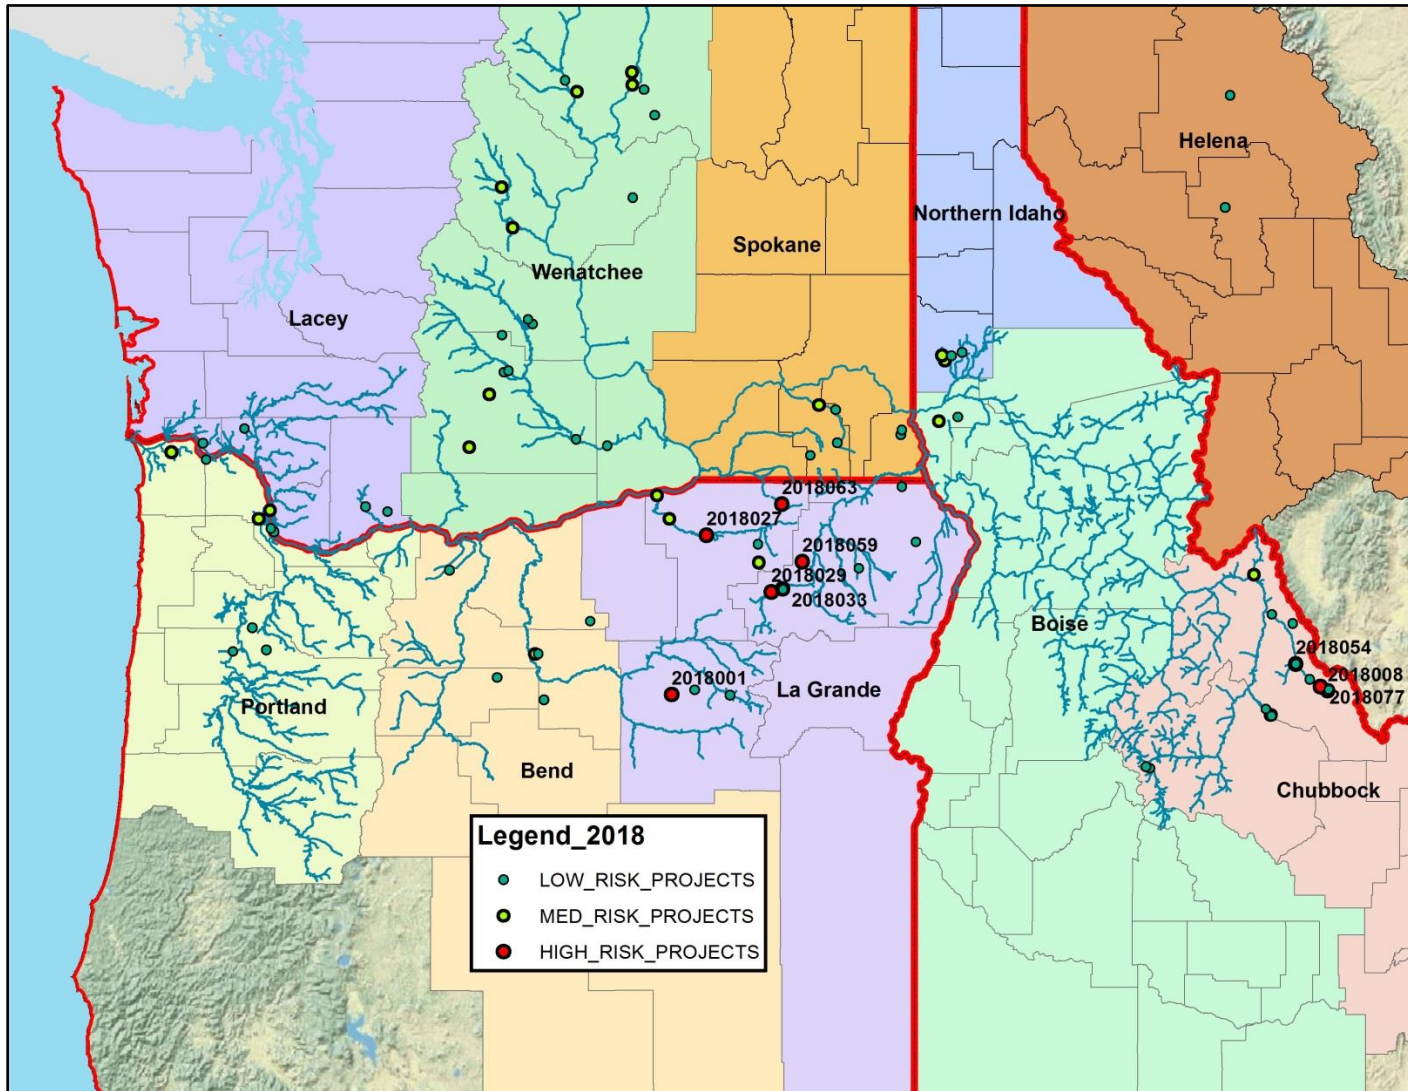 Helena
Northern Idaho
Spokane
Wenatchee
Lacey
2018063
2018027
2018059
2018029
2018033
Boise
2018054
2018008
2018077
2018001
La Grande
Portland
Bend
Chubbock
Legend_2018
LOW_RISK_PROJECTS
MED_RISK_PROJECTS
HIGH_RISK_PROJECTS